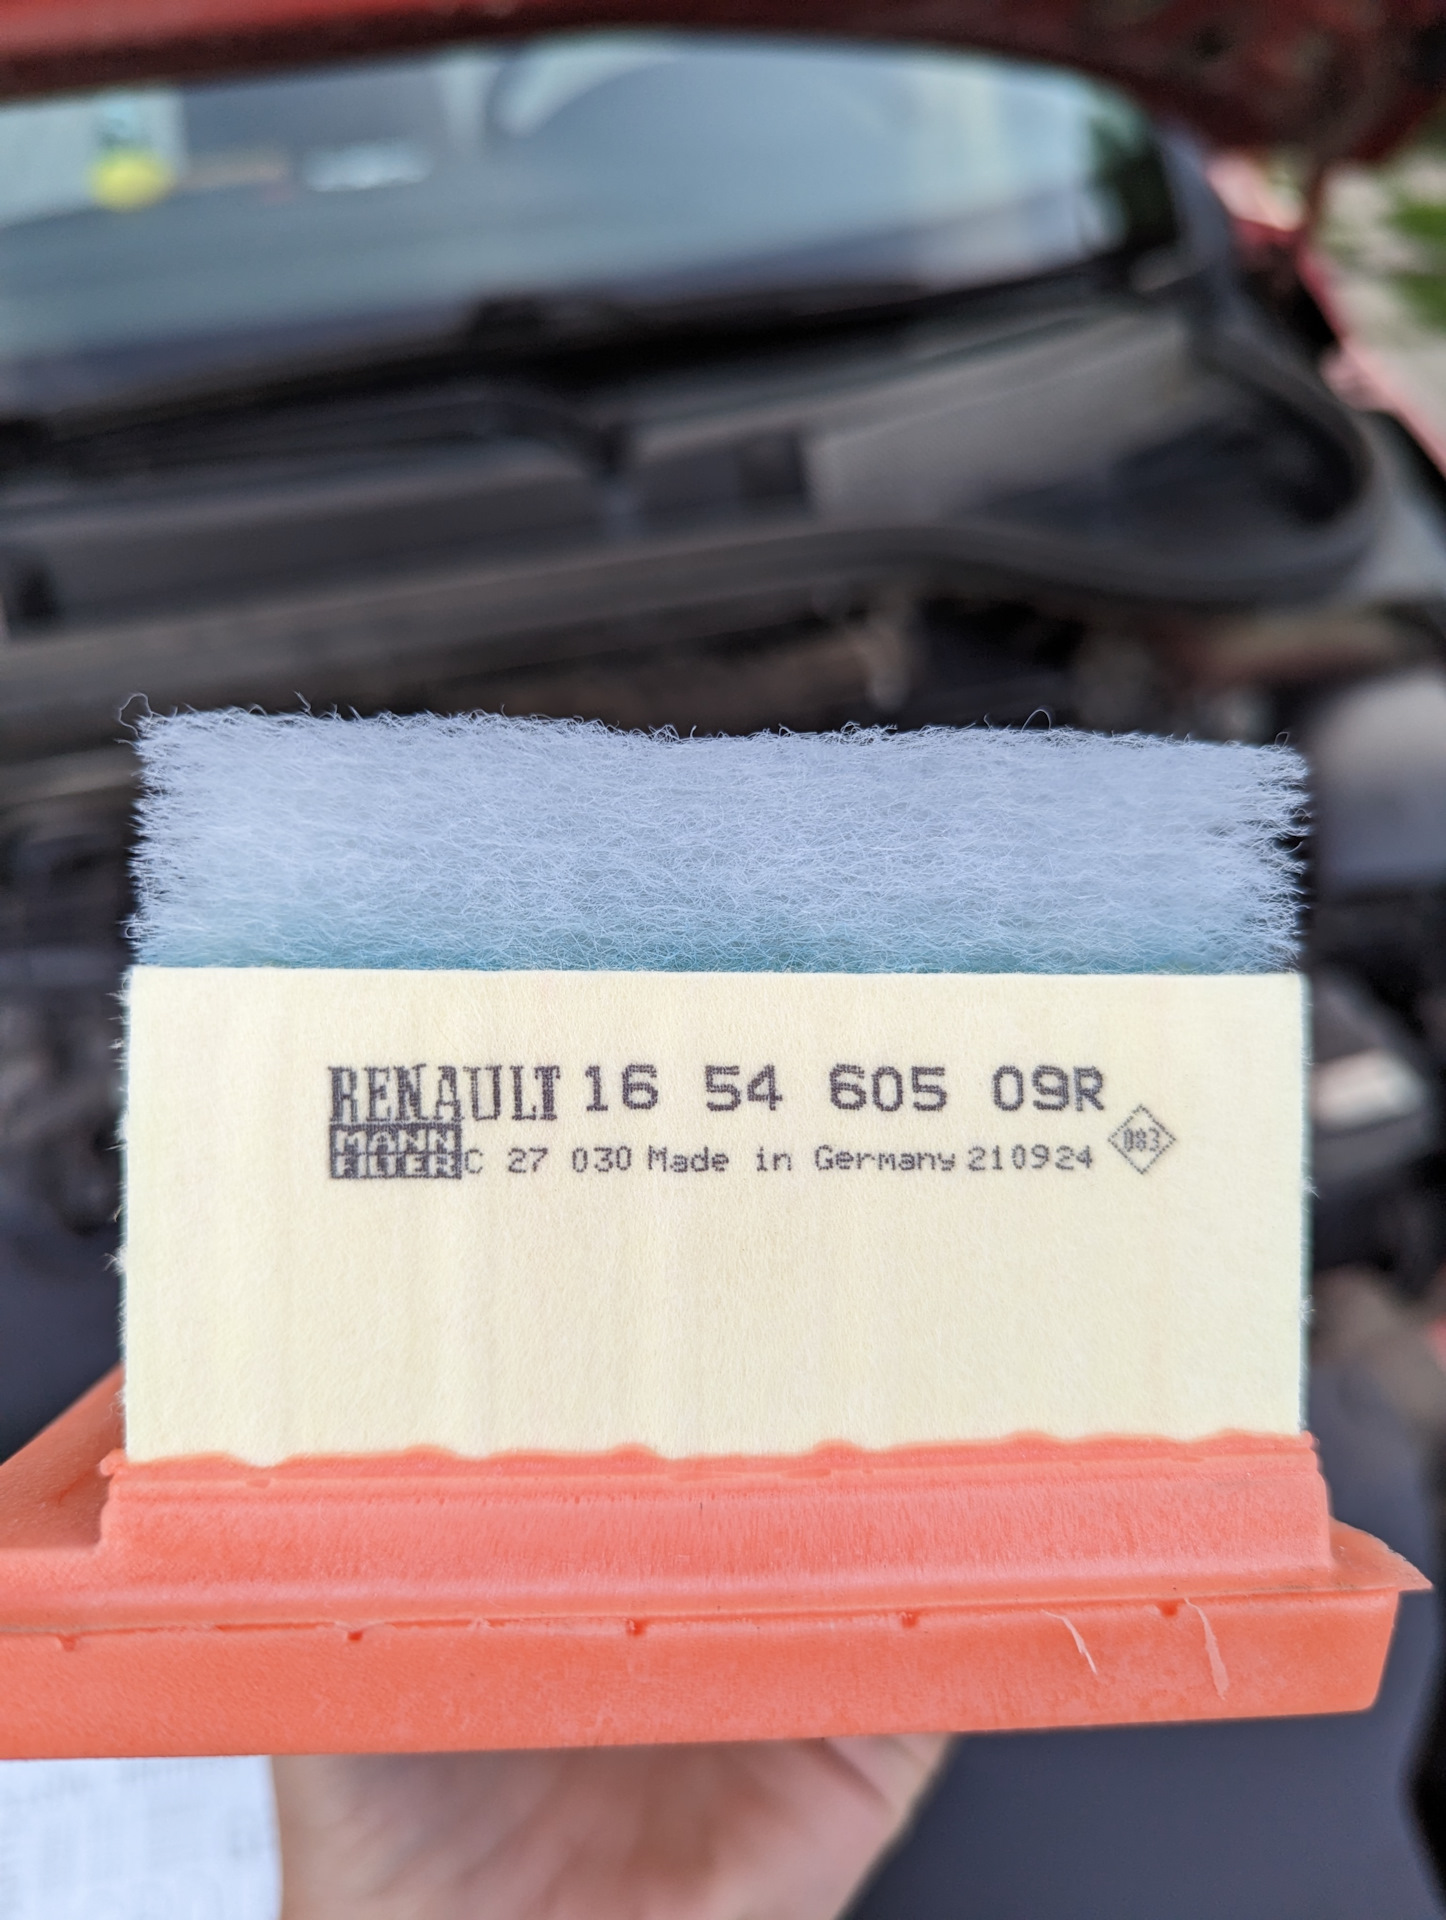 RENAULT 16 54 605 09R
MANN
FILTER C 27 030 Made in Germany 210924
083